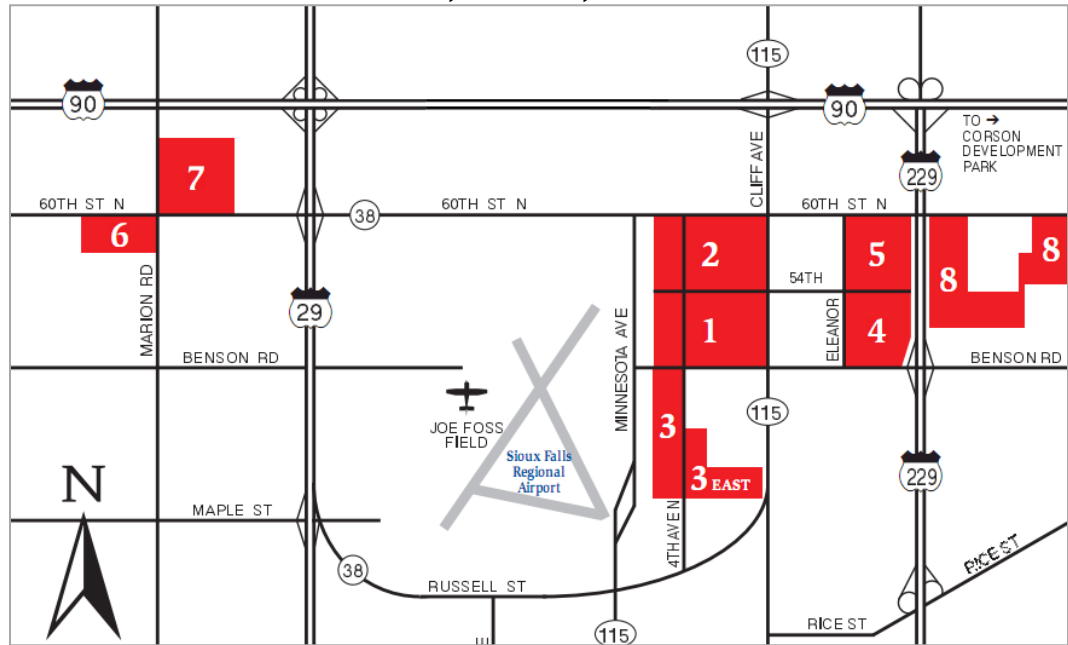 115
90
90
TO ➔
CORSON
DEVELOPMENT
PARK
CLIFF AVE
7
229
60TH ST N
38
60TH ST N
60TH ST N
6
2
5
8
8
MARION RD
54TH
29
MINNESOTA AVE
1
ELEANOR
4
BENSON RD
BENSON RD
JOE FOSS
FIELD
115
3
Sioux Falls
Regional
Airport
3 EAST
229
N
MAPLE ST
4TH AVE N
RICE ST
38
RUSSELL ST
115
RICE ST